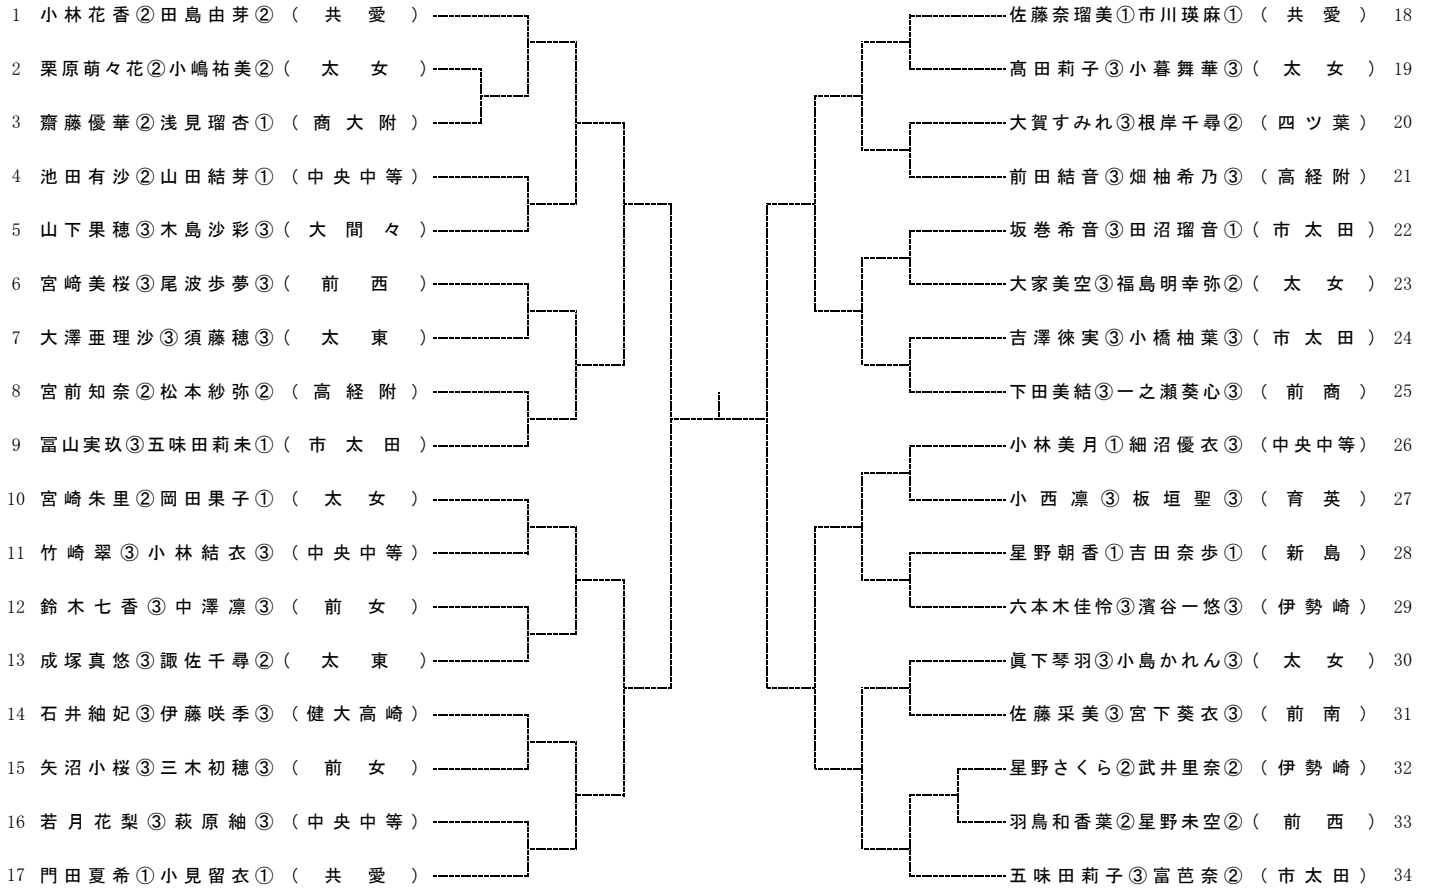 1 小林花香②田島由芽② （共愛）
2 栗原萌々花②小嶋祐美② （太女）
3 齋藤優華②浅見瑠杏① （商大附）
4 池田有沙②山田結芽① （中央中等）
5 山下果穂③木島沙彩③ （大間々）
6 宮﨑美桜③尾波歩夢③ （前西）
7 大澤亜理沙③須藤穂③ （太東）
8 宮前知奈②松本紗弥② （高経附）
9 冨山実玖③五味田莉未① （市太田）
10 宮崎朱里②岡田果子① （太女）
11 竹崎翠③小林結衣③ （中央中等）
12 鈴木七香③中澤凛③ （前女）
13 成塚真悠③諏佐千尋② （太東）
14 石井紬妃③伊藤咲季③ （健大高崎）
15 矢沼小桜③三木初穂③ （前女）
16 若月花梨③萩原紬③ （中央中等）
17 門田夏希①小見留衣① （共愛）
佐藤奈瑠美①市川瑛麻① （共愛） 18
髙田莉子③小暮舞華③ （太女） 19
大賀すみれ③根岸千尋② （四ツ葉） 20
前田結音③畑柚希乃③ （高経附） 21
坂巻希音③田沼瑠音① （市太田） 22
大家美空③福島明幸弥② （太女） 23
吉澤徠実③小橋柚葉③ （市太田） 24
下田美結③一之瀬葵心③ （前商） 25
小林美月①細沼優衣③ （中央中等） 26
小西凛③板垣聖③ （育英） 27
星野朝香①吉田奈歩① （新島） 28
六本木佳怜③濱谷一悠③ （伊勢崎） 29
眞下琴羽③小島かれん③ （太女） 30
佐藤采美③宮下葵衣③ （前南） 31
星野さくら②武井里奈② （伊勢崎） 32
羽鳥和香葉②星野未空② （前西） 33
五味田莉子③富芭奈② （市太田） 34